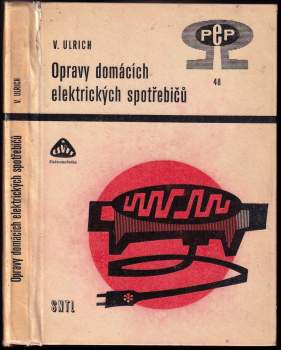 V. ULRICH
Opravy domácích elektrických spotřebičů
V. ULRICH
PEP
Opravy domácích
elektrických spotřebičů
48
Elektrotechnika
SNTL